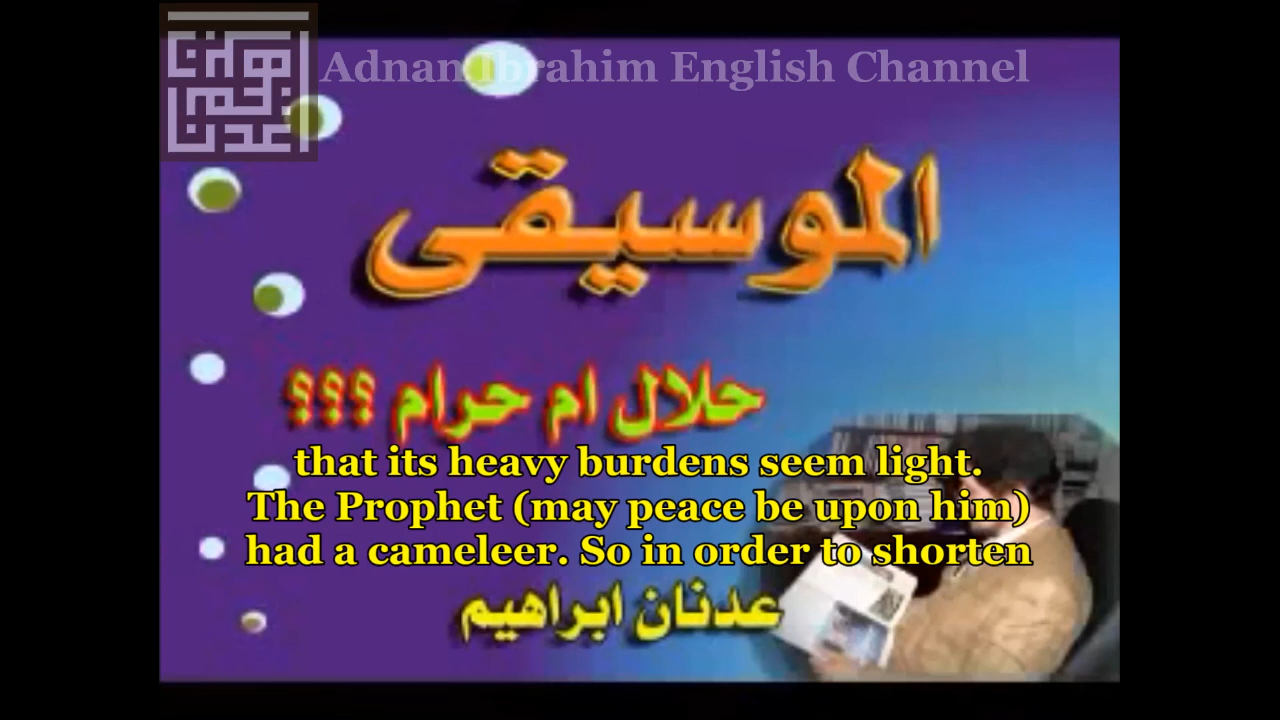 Adnan Ibrahim English Channel
الموسيقى
حلال ام حرام ؟؟؟
that its heavy burdens seem light.
The Prophet (may peace be upon him)
had a cameleer. So in order to shorten
عدنان ابراهيم